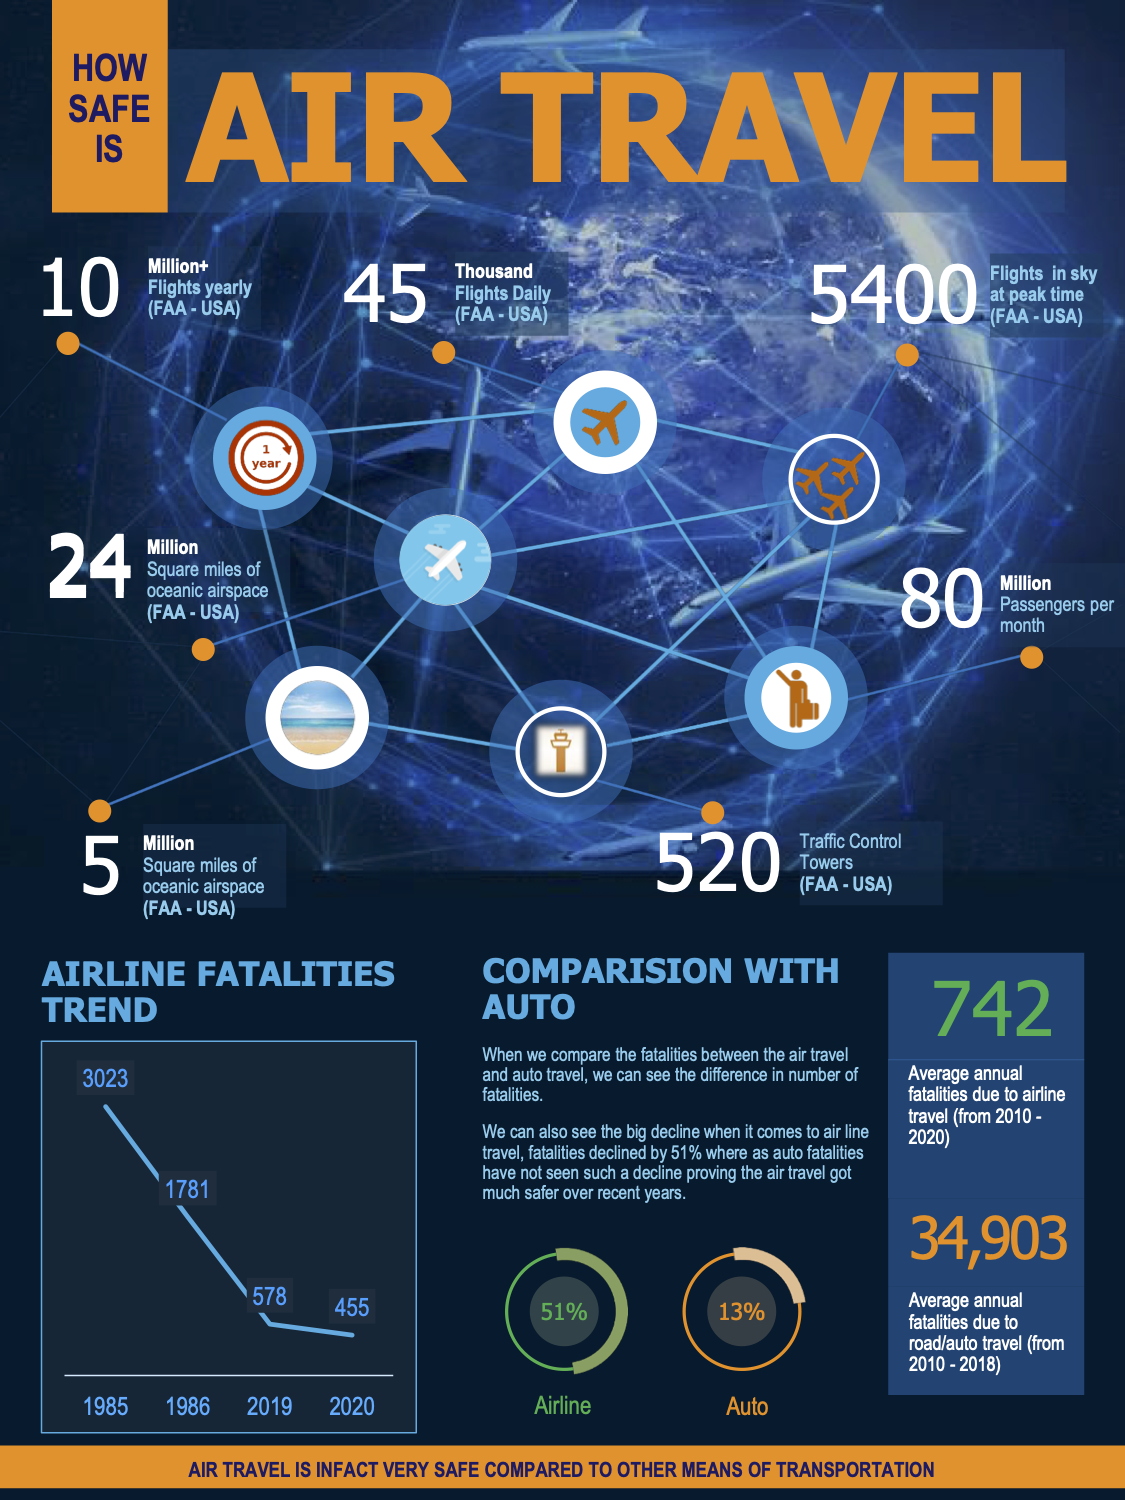 HOW
SAFE
IS
AIR TRAVEL
10
Million+
Flights yearly
(FAA - USA)
45
Thousand
Flights Daily
(FAA - USA)
5400
Flights in sky
at peak time
(FAA - USA)
1
year
24
Million
Square miles of
oceanic airspace
(FAA - USA)
80
Million
Passengers per
month
5
Million
Square miles of
oceanic airspace
(FAA - USA)
520
Traffic Control
Towers
(FAA - USA)
AIRLINE FATALITIES
TREND
3023
1781
578
455
1985
1986
2019
2020
COMPARISION WITH
AUTO
When we compare the fatalities between the air travel
and auto travel, we can see the difference in number of
fatalities.
We can also see the big decline when it comes to air line
travel, fatalities declined by 51% where as auto fatalities
have not seen such a decline proving the air travel got
much safer over recent years.
51%
Airline
13%
Auto
742
Average annual
fatalities due to airline
travel (from 2010 -
2020)
34,903
Average annual
fatalities due to
road/auto travel (from
2010 - 2018)
AIR TRAVEL IS INFACT VERY SAFE COMPARED TO OTHER MEANS OF TRANSPORTATION